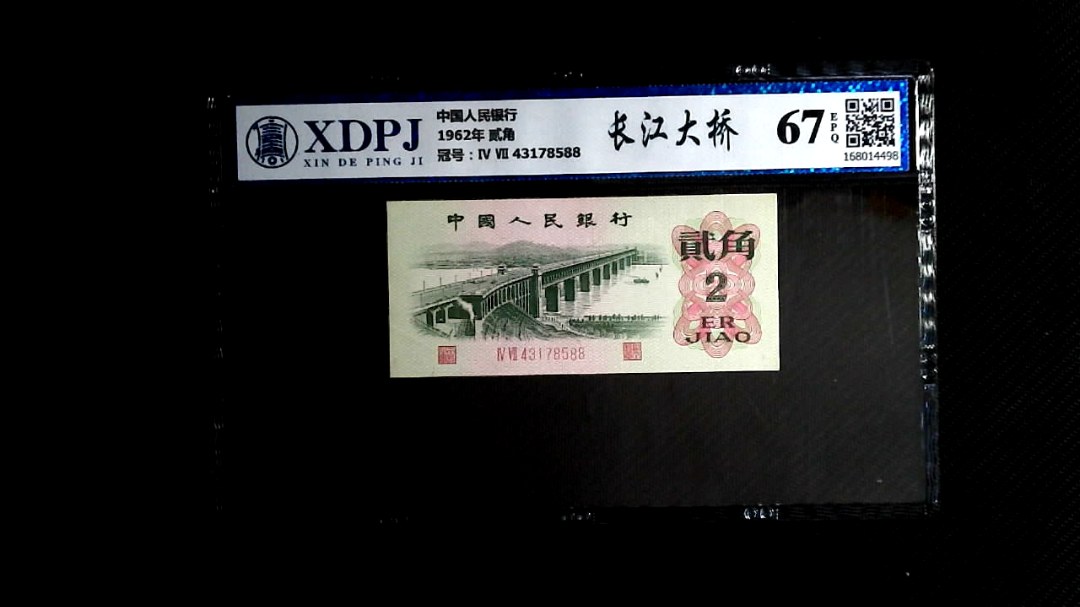 XDPJ
XIN DE PING JI
中国人民银行
1962年 贰角
冠号：Ⅳ Ⅶ 43178588
长江大桥
67
EPQ
168014498
中國人民銀行
貳角
2
ER
JIAO
Ⅳ Ⅶ 43178588